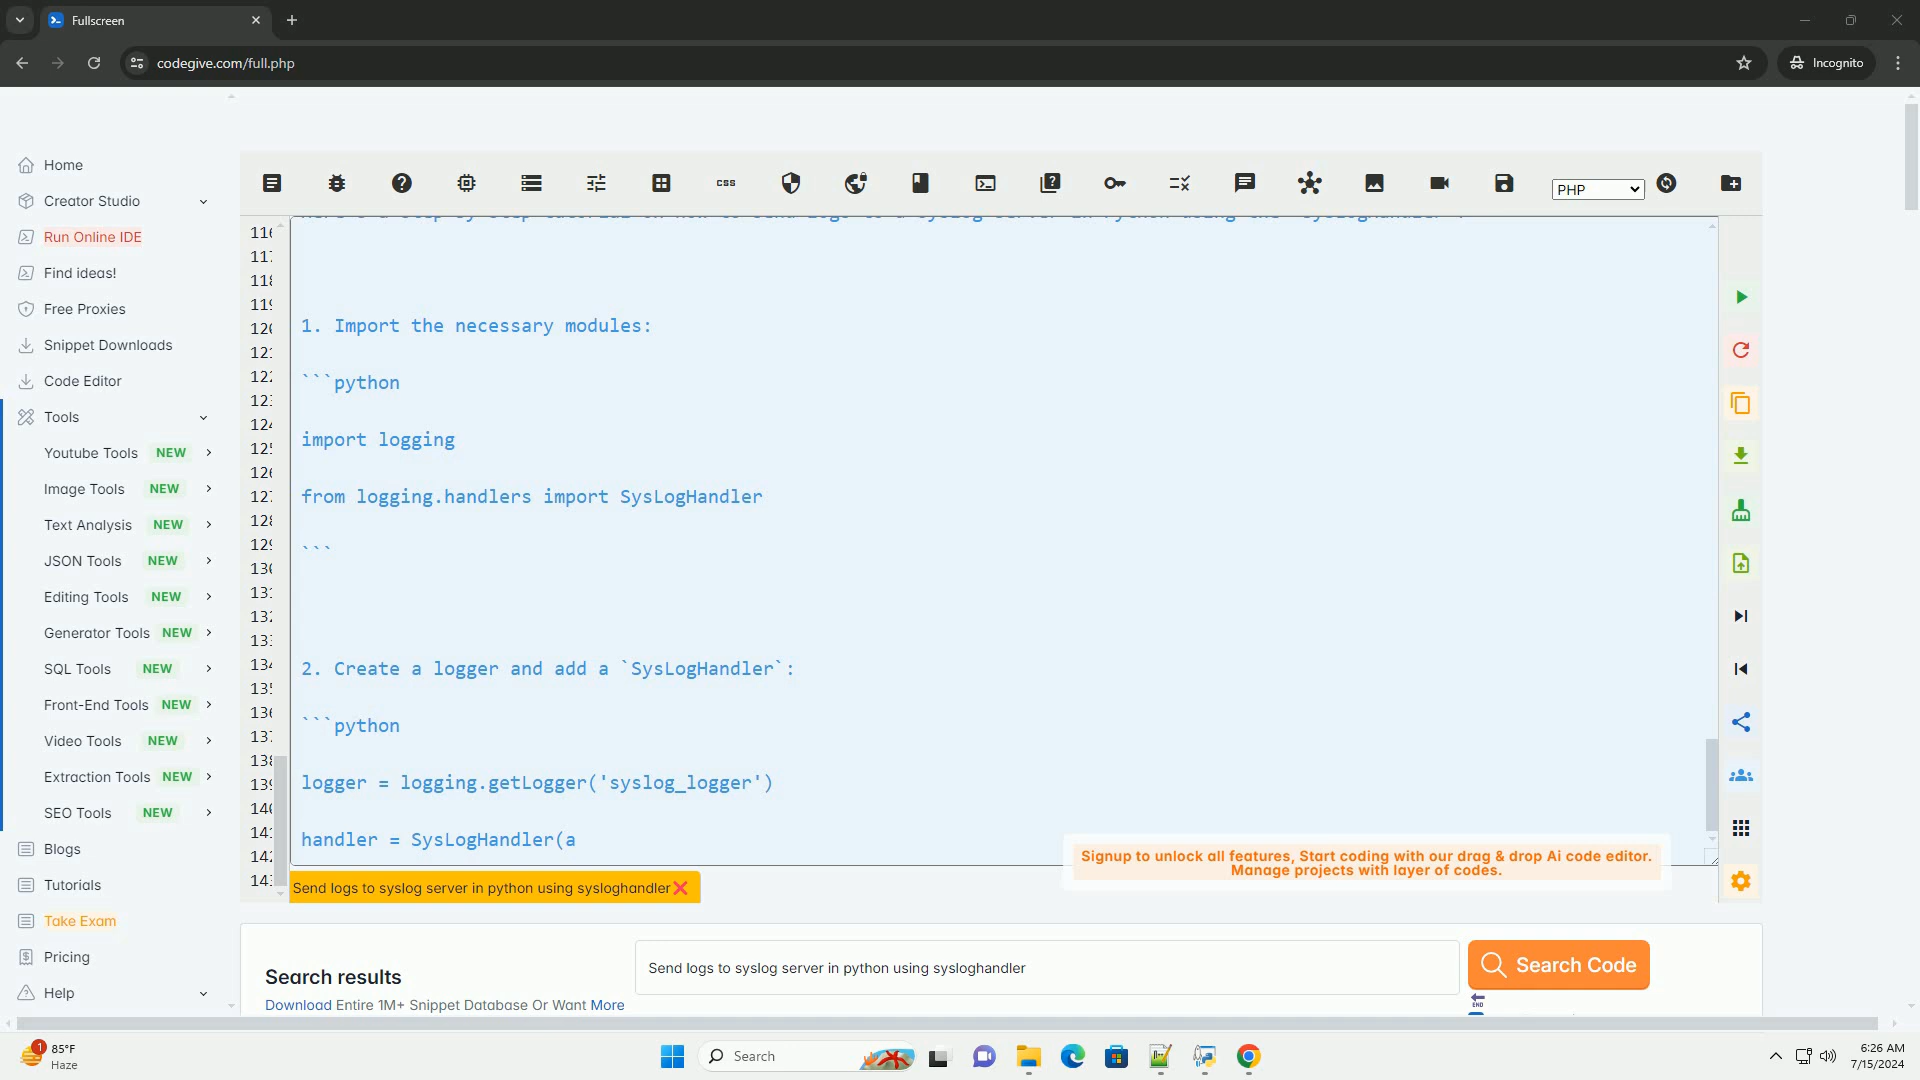 Fullscreen
codegive.com/full.php
Incognito
Home
Creator Studio
Run Online IDE
Find ideas!
Free Proxies
Snippet Downloads
Code Editor
Tools
Youtube Tools NEW
Image Tools NEW
Text Analysis NEW
JSON Tools NEW
Editing Tools NEW
Generator Tools NEW
SQL Tools NEW
Front-End Tools NEW
Video Tools NEW
Extraction Tools NEW
SEO Tools NEW
Blogs
Tutorials
Take Exam
Pricing
Help
css
PHP
1. Import the necessary modules:
```python
import logging
from logging.handlers import SysLogHandler
```
2. Create a logger and add a `SysLogHandler`:
```python
logger = logging.getLogger('syslog_logger')
handler = SysLogHandler(a
Signup to unlock all features, Start coding with our drag & drop Ai code editor.
Manage projects with layer of codes.
Send logs to syslog server in python using sysloghandler
Search results
Download Entire 1M+ Snippet Database Or Want More
Send logs to syslog server in python using sysloghandler
Search Code
END
1
85°F
Haze
Search
6:26 AM
7/15/2024